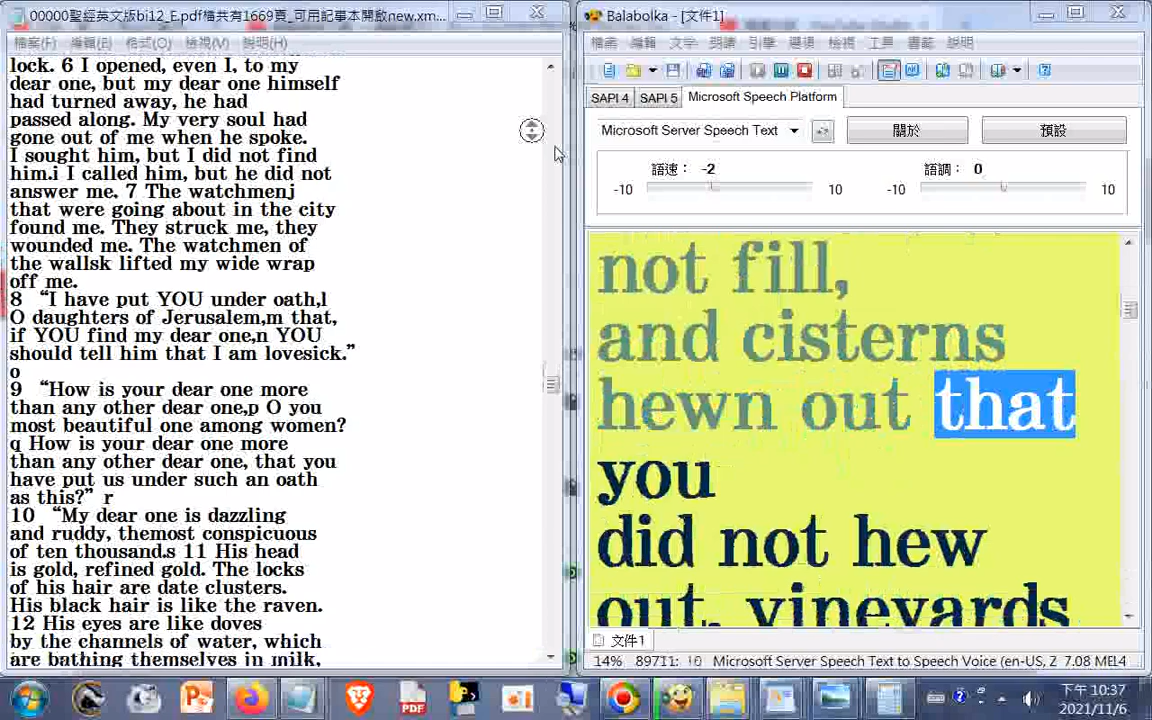 00000聖經英文版bi12_E.pdf檔共有1669頁_可用記事本開啟new.xm...
檔案(F) 編輯(E) 格式(O) 檢視(V) 說明(H)
lock. 6 I opened, even I, to my
dear one, but my dear one himself
had turned away, he had
passed along. My very soul had
gone out of me when he spoke.
I sought him, but I did not find
him.i I called him, but he did not
answer me. 7 The watchmenj
that were going about in the city
found me. They struck me, they
wounded me. The watchmen of
the wallsk lifted my wide wrap
off me.
8 “I have put YOU under oath,l
O daughters of Jerusalem,m that,
if YOU find my dear one,n YOU
should tell him that I am lovesick.”
o
9 “How is your dear one more
than any other dear one,p O you
most beautiful one among women?
q How is your dear one more
than any other dear one, that you
have put us under such an oath
as this?” r
10 “My dear one is dazzling
and ruddy, themost conspicuous
of ten thousand.s 11 His head
is gold, refined gold. The locks
of his hair are date clusters.
His black hair is like the raven.
12 His eyes are like doves
by the channels of water, which
are bathing themselves in milk,
Balabolka - [文件1]
檔案 編輯 文字 朗讀 引擎 選項 檢視 工具 書籤 說明
SAPI 4 SAPI 5 Microsoft Speech Platform
Microsoft Server Speech Text 關於 預設
語速： -2 語調： 0
-10 10 -10 10
not fill,
and cisterns
hewn out that
you
did not hew
out, vineyards
文件1
14% 89711: 10 Microsoft Server Speech Text to Speech Voice (en-US, Z 7.08 ME
PDF
下午 10:37
2021/11/6